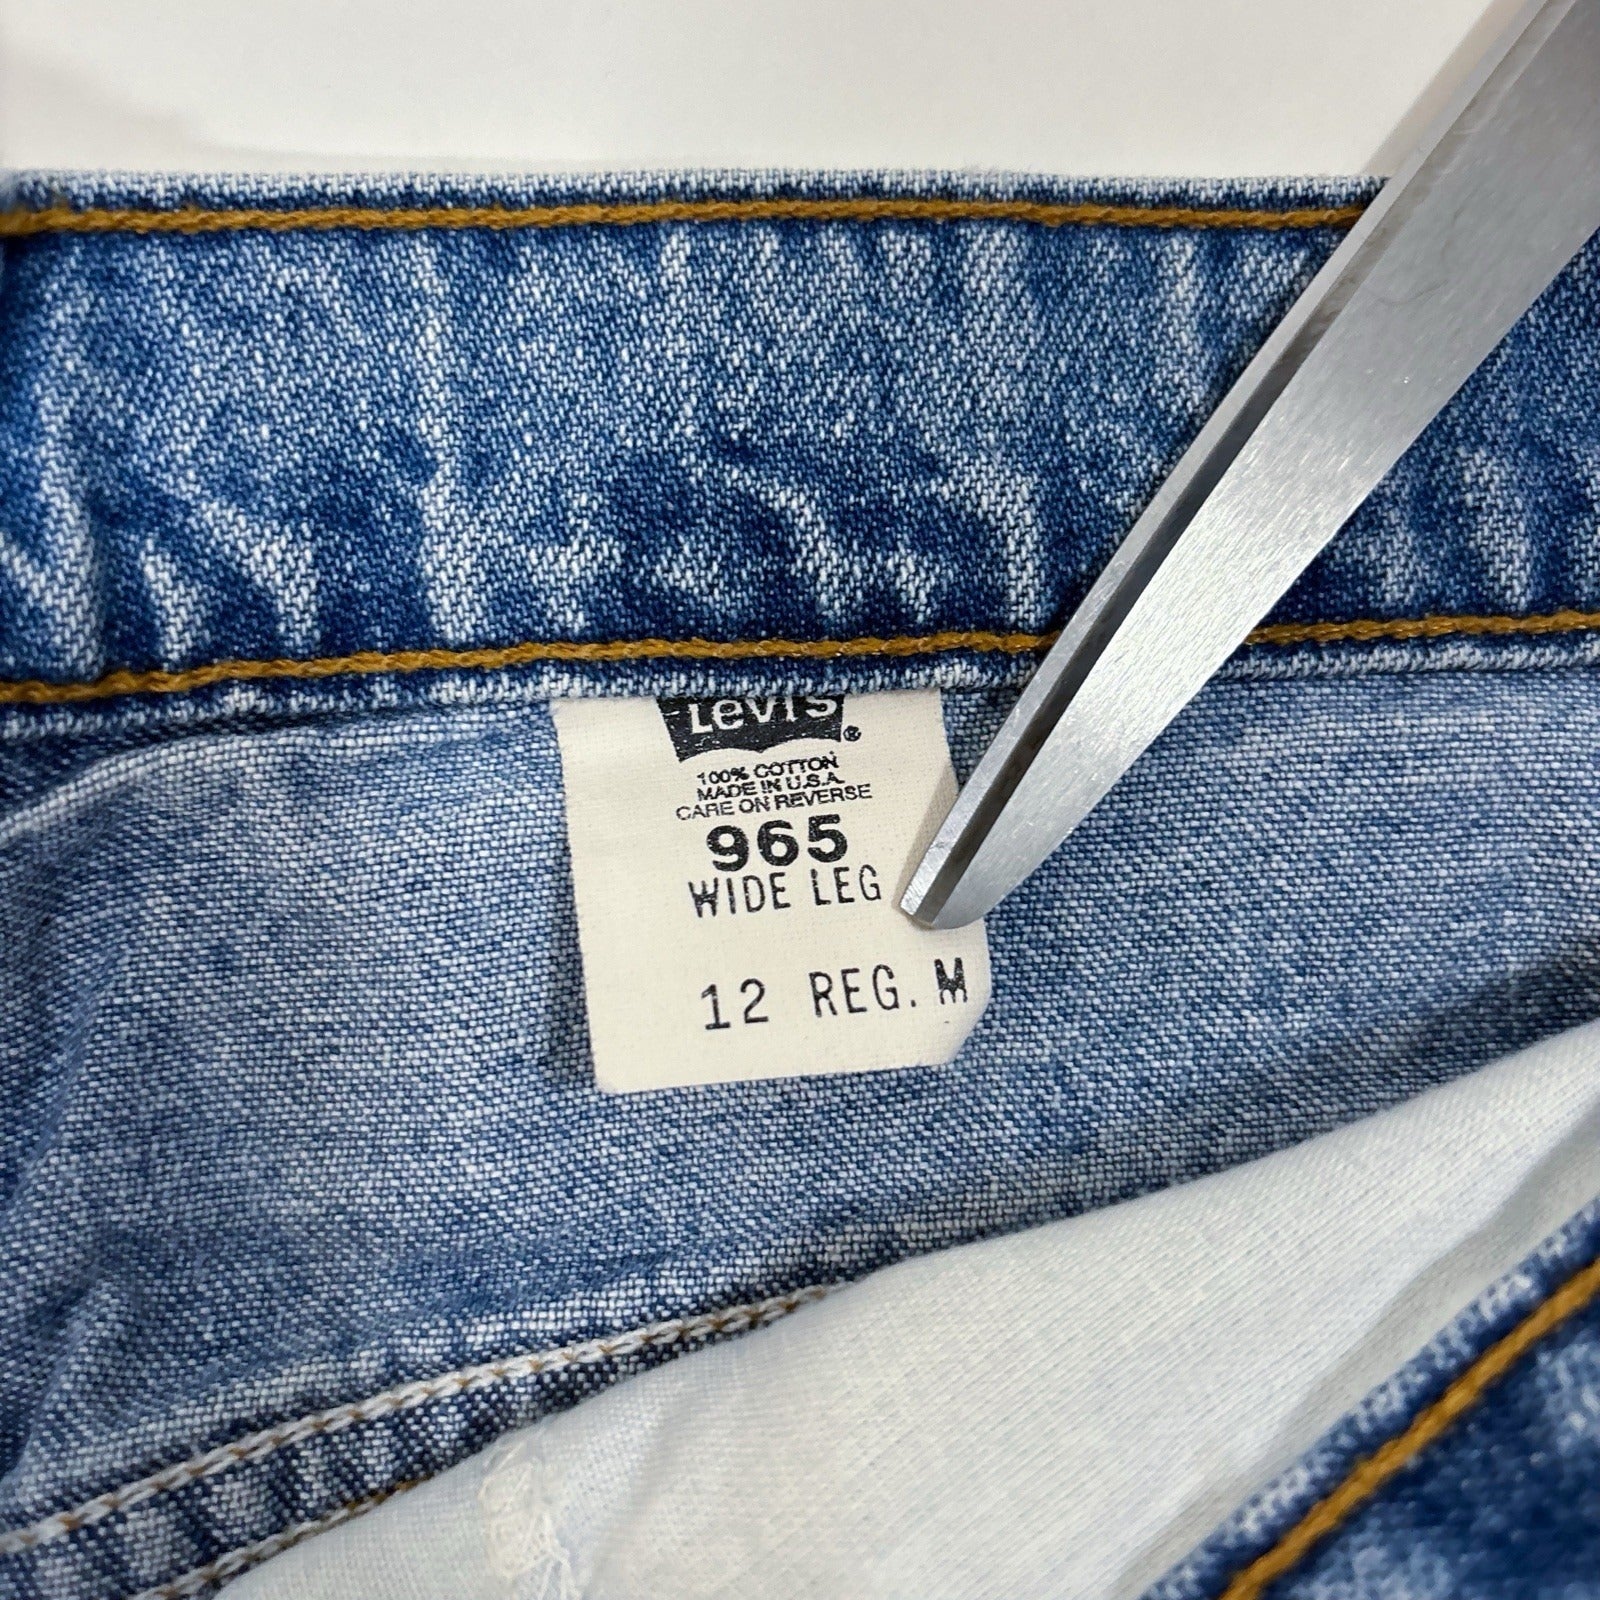 Levi's®
100% COTTON
MADE IN U.S.A.
CARE ON REVERSE
965
WIDE LEG
12 REG. M